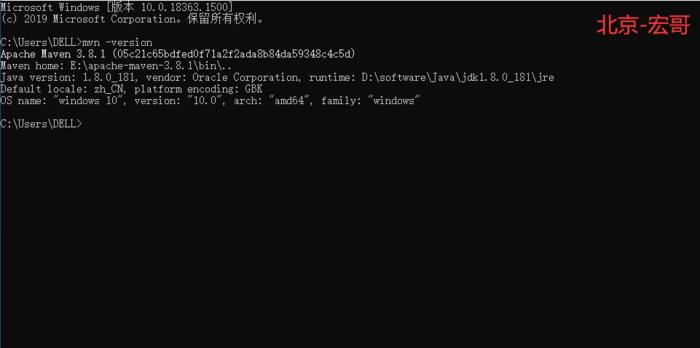 Microsoft Windows [版本 10.0.18363.1500]
(c) 2019 Microsoft Corporation。保留所有权利。
北京-宏哥
C:\Users\DELL>mvn -version
Apache Maven 3.8.1 (05c21c65bdfed0f71a2f2ada8b84da59348c4c5d)
Maven home: E:\apache-maven-3.8.1\bin\..
Java version: 1.8.0_181, vendor: Oracle Corporation, runtime: D:\software\Java\jdk1.8.0_181\jre
Default locale: zh_CN, platform encoding: GBK
OS name: "windows 10", version: "10.0", arch: "amd64", family: "windows"
C:\Users\DELL>